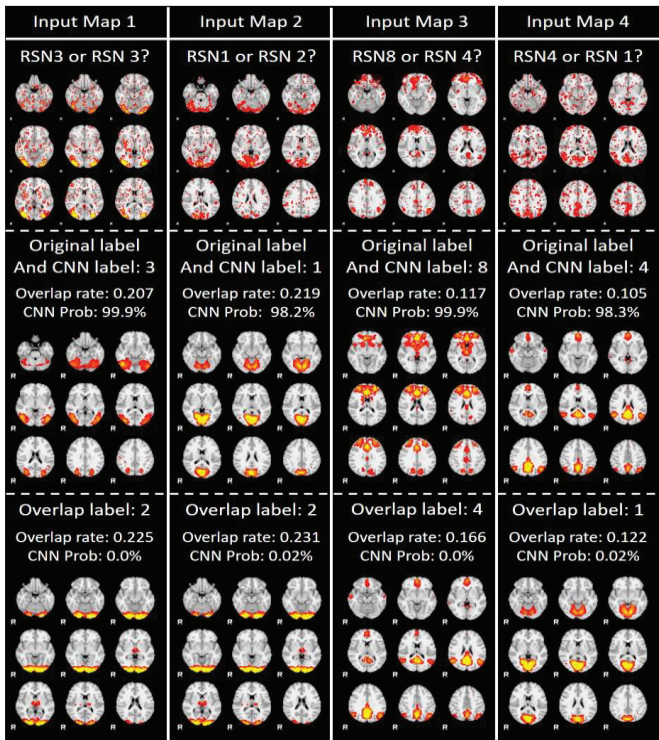 Input Map 1
Input Map 2
Input Map 3
Input Map 4
RSN3 or RSN 3?
RSN1 or RSN 2?
RSN8 or RSN 4?
RSN4 or RSN 1?
Original label
And CNN label: 3
Overlap rate: 0.207
CNN Prob: 99.9%
R
R
R
Original label
And CNN label: 1
Overlap rate: 0.219
CNN Prob: 98.2%
R
R
R
Original label
And CNN label: 8
Overlap rate: 0.117
CNN Prob: 99.9%
R
R
R
Original label
And CNN label: 4
Overlap rate: 0.105
CNN Prob: 98.3%
R
R
R
Overlap label: 2
Overlap rate: 0.225
CNN Prob: 0.0%
R
R
R
Overlap label: 2
Overlap rate: 0.231
CNN Prob: 0.02%
R
R
R
Overlap label: 4
Overlap rate: 0.166
CNN Prob: 0.0%
R
R
R
Overlap label: 1
Overlap rate: 0.122
CNN Prob: 0.02%
R
R
R